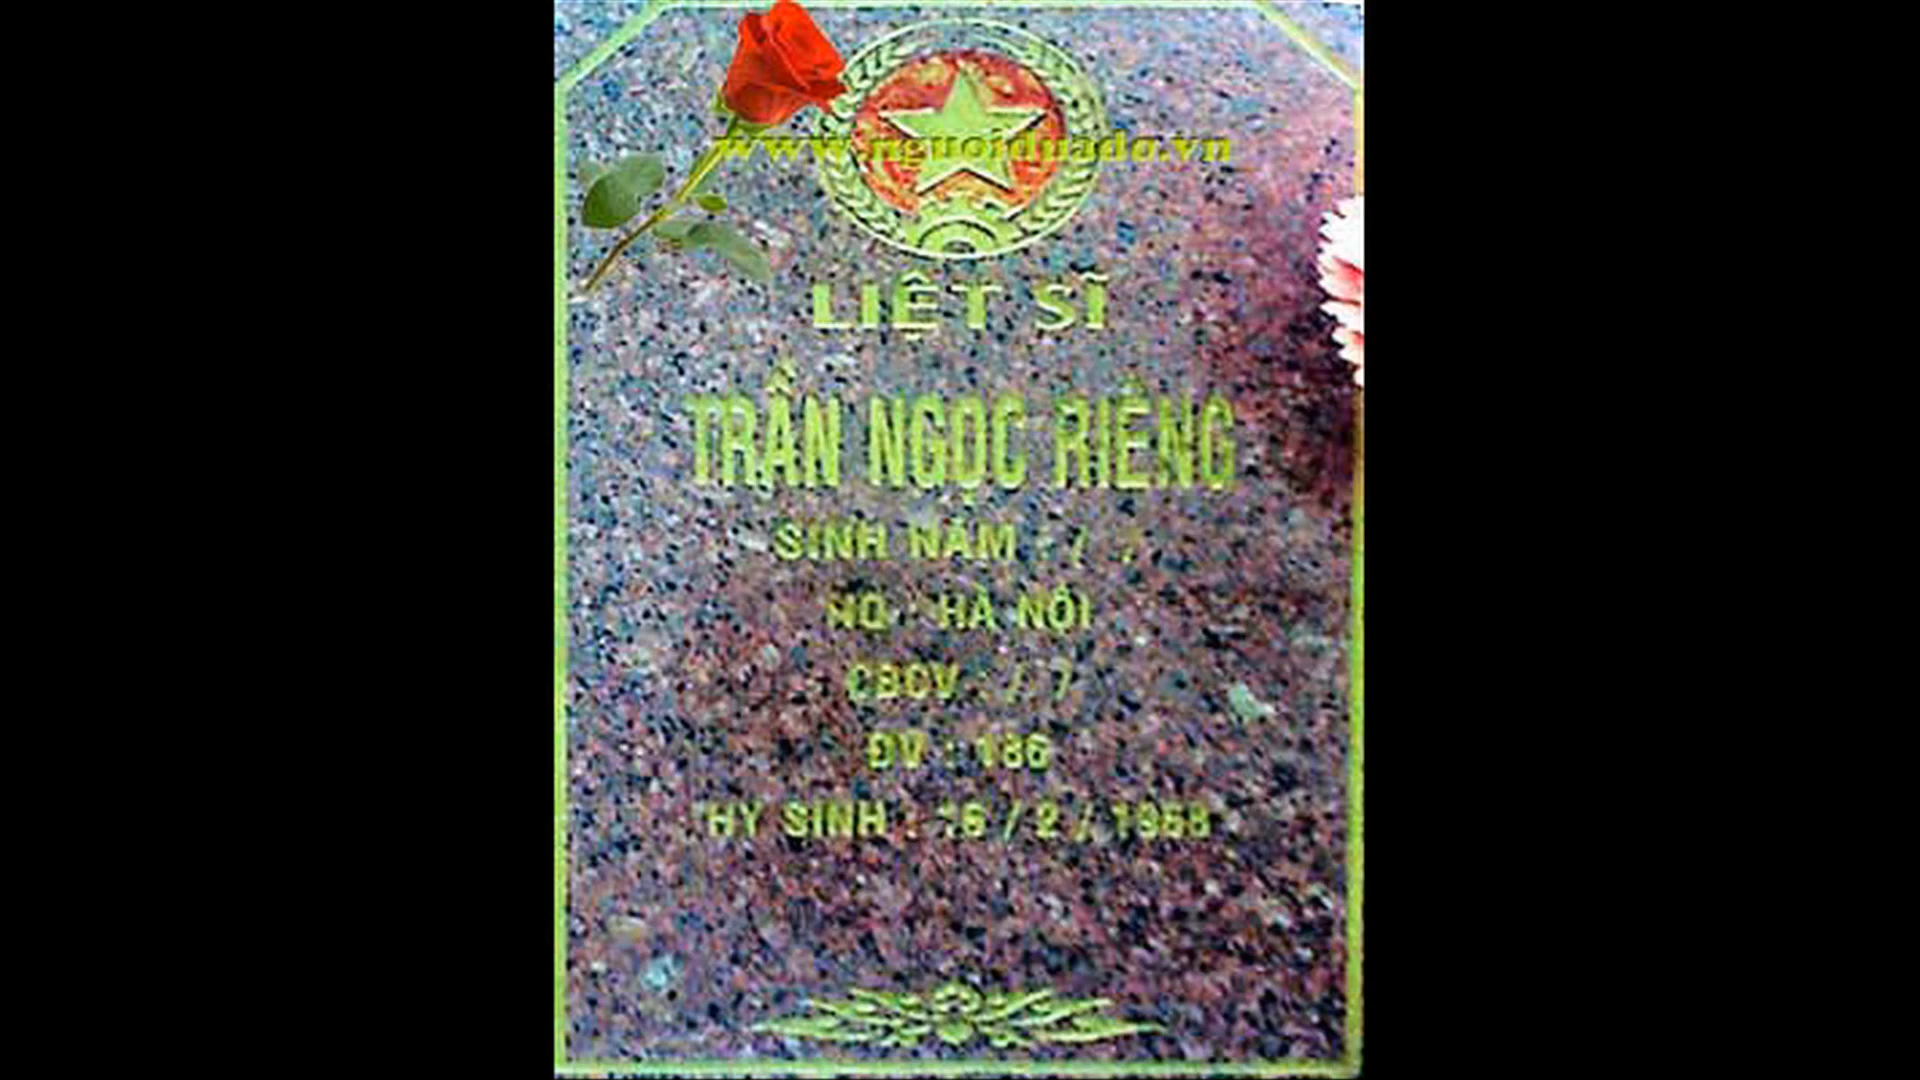 www.nguoiduado.vn
LIỆT SĨ
TRẦN NGỌC RIÊNG
SINH NĂM : / /
NQ : HÀ NỘI
CBCV : / /
ĐV : 186
HY SINH : 16 / 2 / 1968